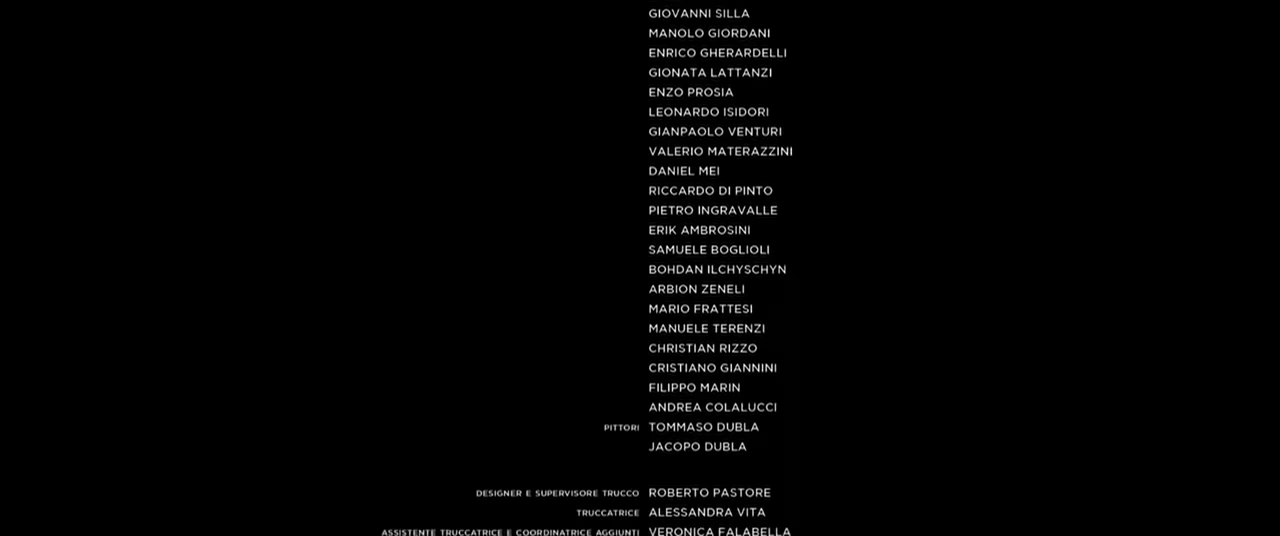 GIOVANNI SILLA
MANOLO GIORDANI
ENRICO GHERARDELLI
GIONATA LATTANZI
ENZO PROSIA
LEONARDO ISIDORI
GIANPAOLO VENTURI
VALERIO MATERAZZINI
DANIEL MEI
RICCARDO DI PINTO
PIETRO INGRAVALLE
ERIK AMBROSINI
SAMUELE BOGLIOLI
BOHDAN ILCHYSCHYN
ARBION ZENELI
MARIO FRATTESI
MANUELE TERENZI
CHRISTIAN RIZZO
CRISTIANO GIANNINI
FILIPPO MARIN
ANDREA COLALUCCI
PITTORI TOMMASO DUBLA
JACOPO DUBLA
DESIGNER E SUPERVISORE TRUCCO ROBERTO PASTORE
TRUCCATRICE ALESSANDRA VITA
ASSISTENTE TRUCCATRICE E COORDINATRICE AGGIUNTI VERONICA FALABELLA